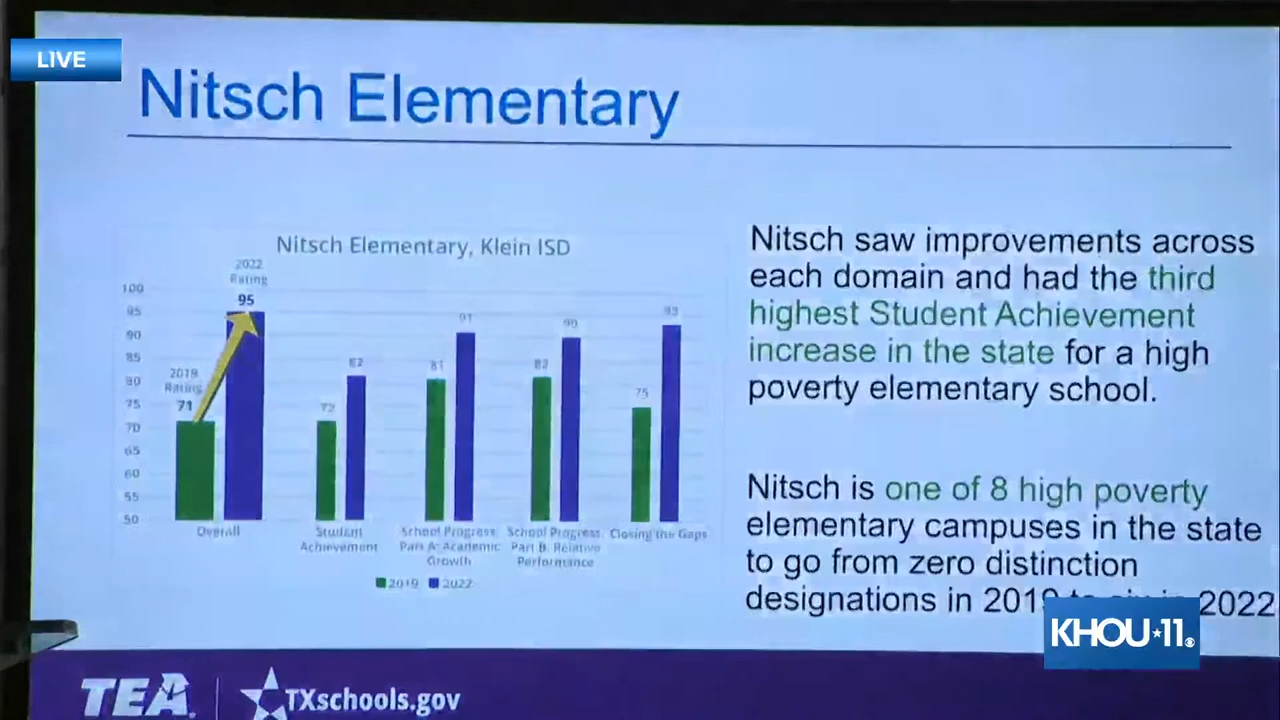 LIVE
Nitsch Elementary
Nitsch Elementary, Klein ISD
2022
Rating
95
2019
Rating
71
100
95
90
85
80
75
70
65
60
55
50
72
82
81
91
82
90
75
93
Overall
Student
Achievement
School Progress,
Part A: Academic
Growth
School Progress,
Part B: Relative
Performance
Closing the Gaps
2019
2022
Nitsch saw improvements across
each domain and had the third
highest Student Achievement
increase in the state for a high
poverty elementary school.
Nitsch is one of 8 high poverty
elementary campuses in the state
to go from zero distinction
designations in 2019 to six in 2022
KHOU★11
TEA
TXschools.gov